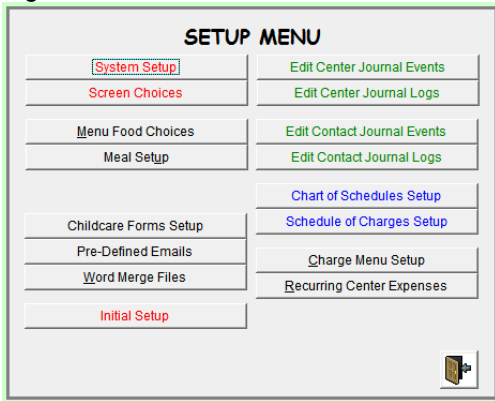 SETUP MENU
System Setup
Screen Choices
Menu Food Choices
Meal Setup
Childcare Forms Setup
Pre-Defined Emails
Word Merge Files
Initial Setup
Edit Center Journal Events
Edit Center Journal Logs
Edit Contact Journal Events
Edit Contact Journal Logs
Chart of Schedules Setup
Schedule of Charges Setup
Charge Menu Setup
Recurring Center Expenses